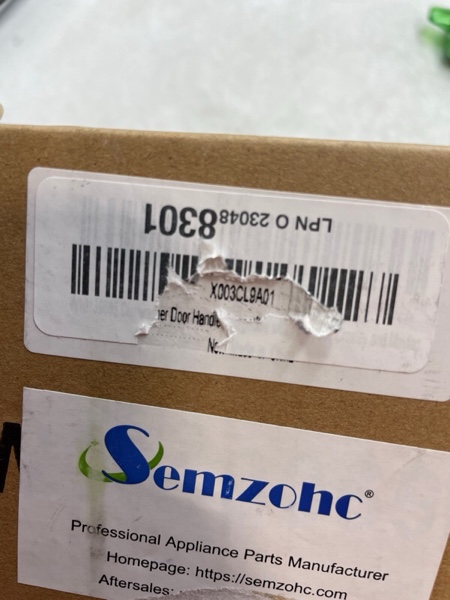 LPN O 230488301
X003CL9A01
Door Handle
Semzohc®
Professional Appliance Parts Manufacturer
Homepage: https://semzohc.com
Aftersales: